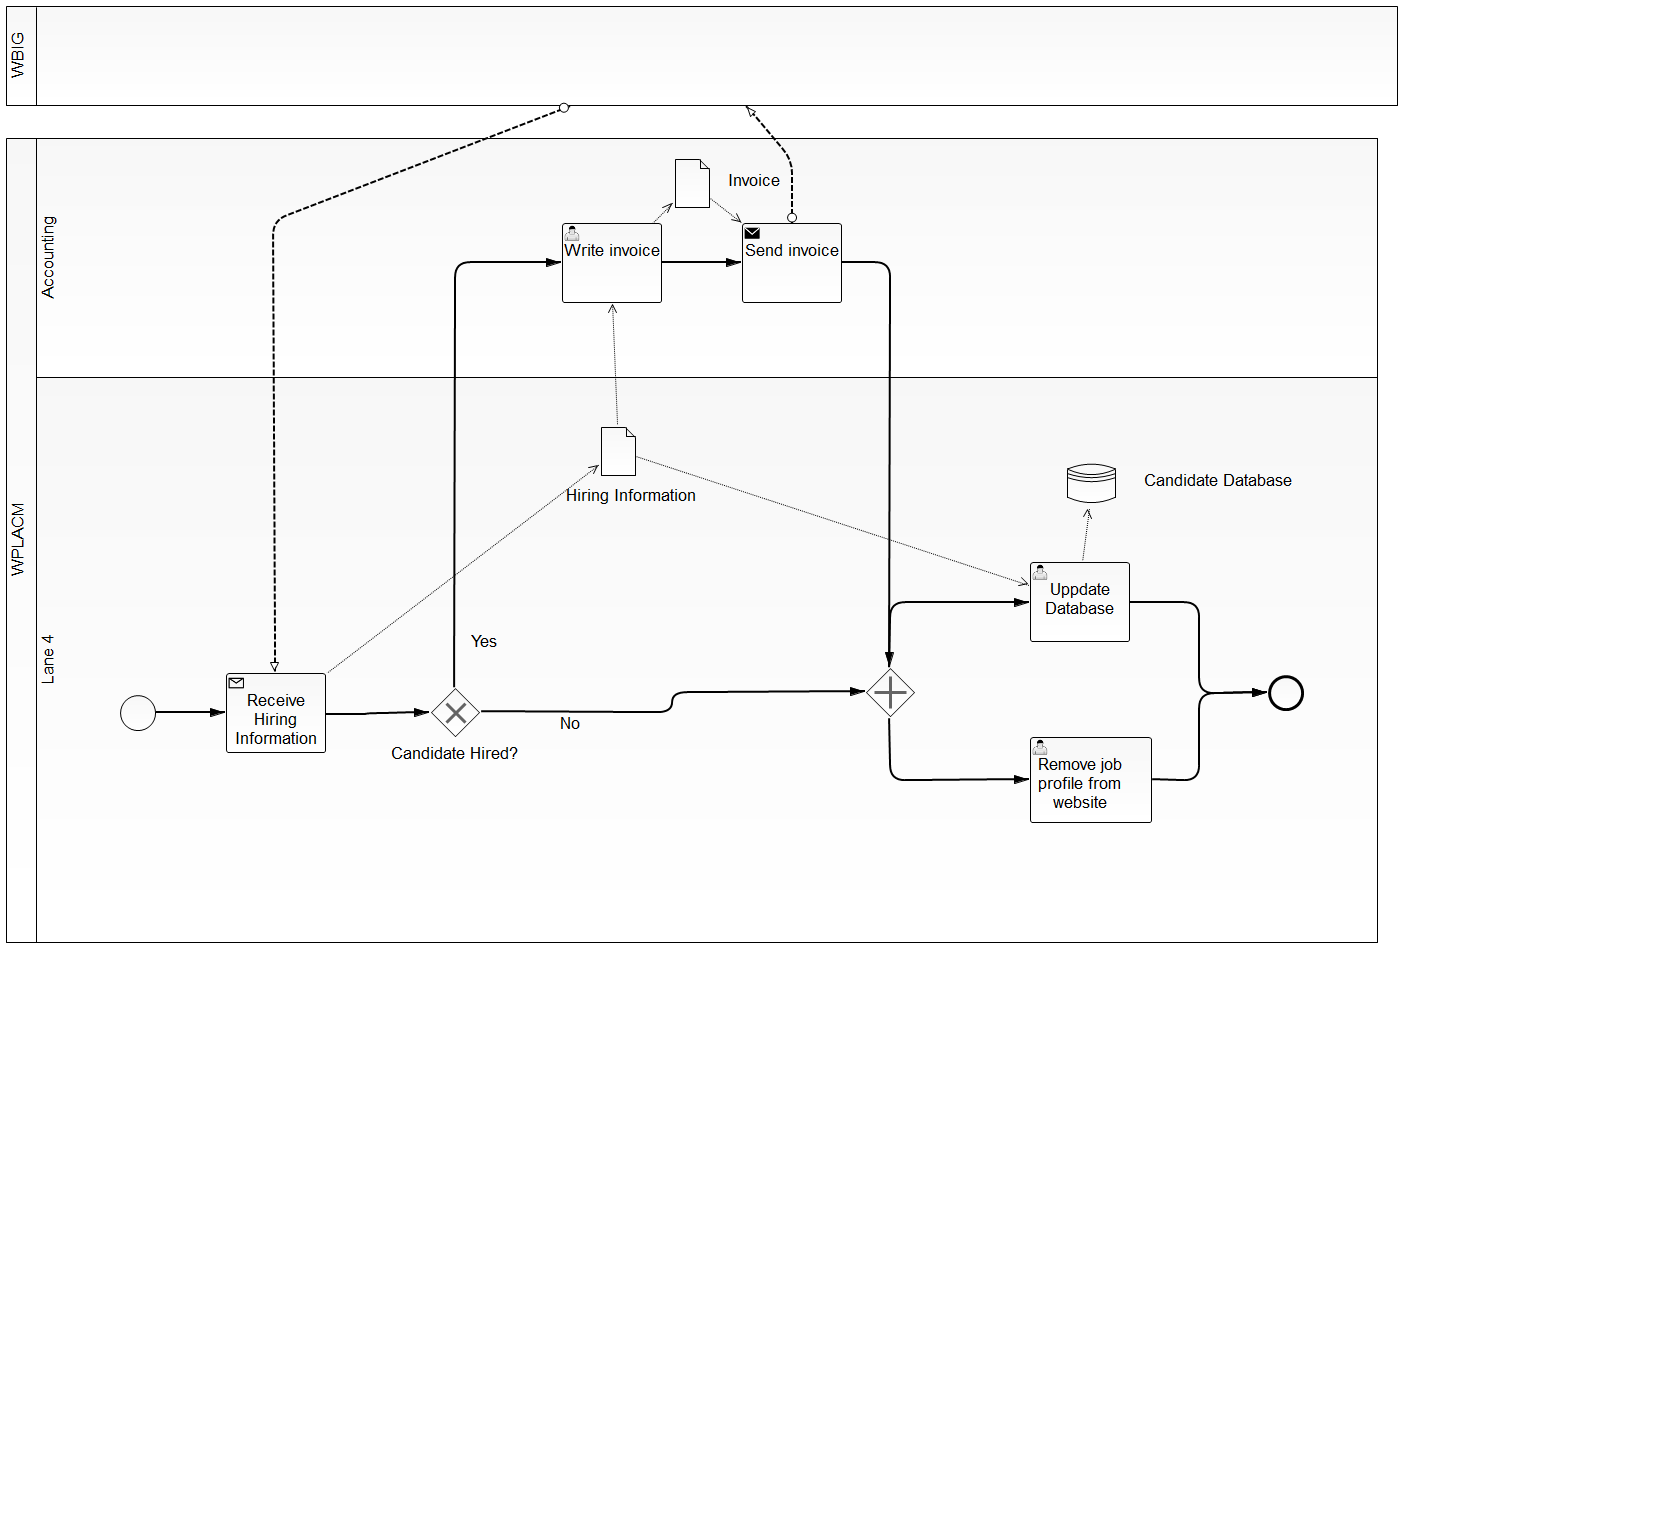 WBIG
WPLACM
Accounting
Invoice
Write invoice
Send invoice
Lane 4
Hiring Information
Candidate Database
Uppdate
Database
Yes
Receive
Hiring
Information
No
Candidate Hired?
Remove job
profile from
website